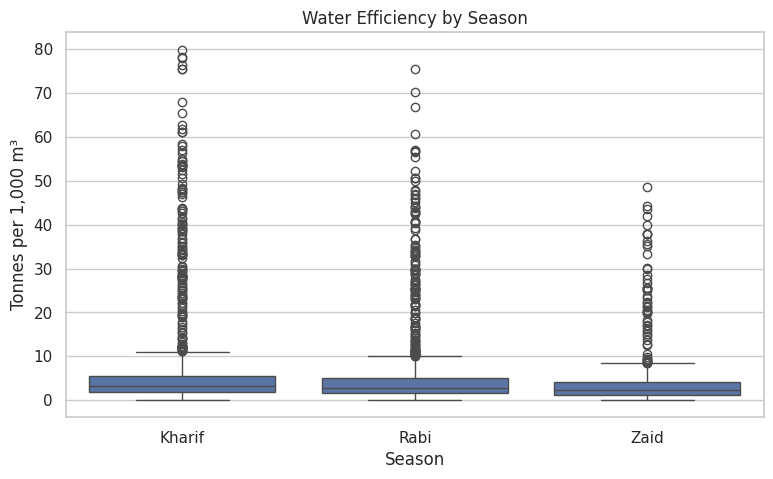 Water Efficiency by Season
80
70
60
50
40
30
20
10
0
Tonnes per 1,000 m³
Kharif Rabi Zaid
Season